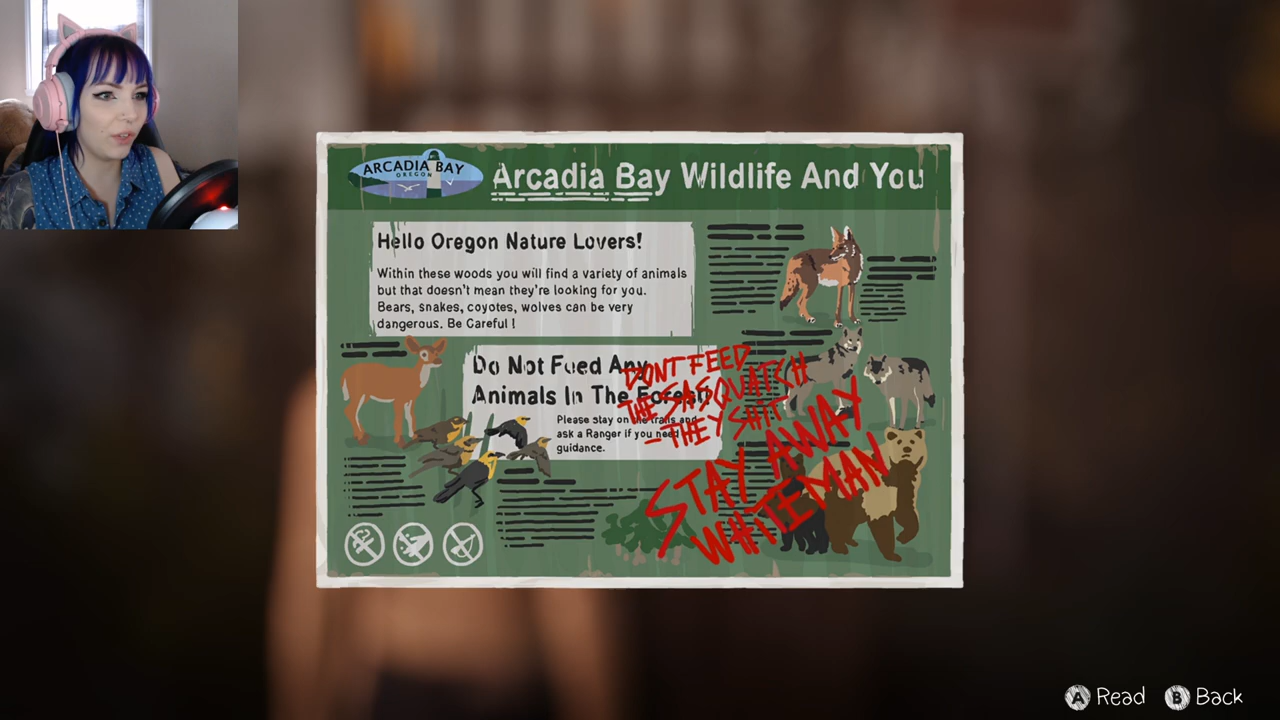 ARCADIA BAY
OREGON
Arcadia Bay Wildlife And You
Hello Oregon Nature Lovers!
Within these woods you will find a variety of animals
but that doesn't mean they're looking for you.
Bears, snakes, coyotes, wolves can be very
dangerous. Be Careful !
Do Not Feed Any
Animals In The Forest!
Please stay on the trails and
ask a Ranger if you need
guidance.
DONT FEED
THE SASQUATCH
- THEY SHIT
STAY AWAY
WHITEMAN
A Read B Back